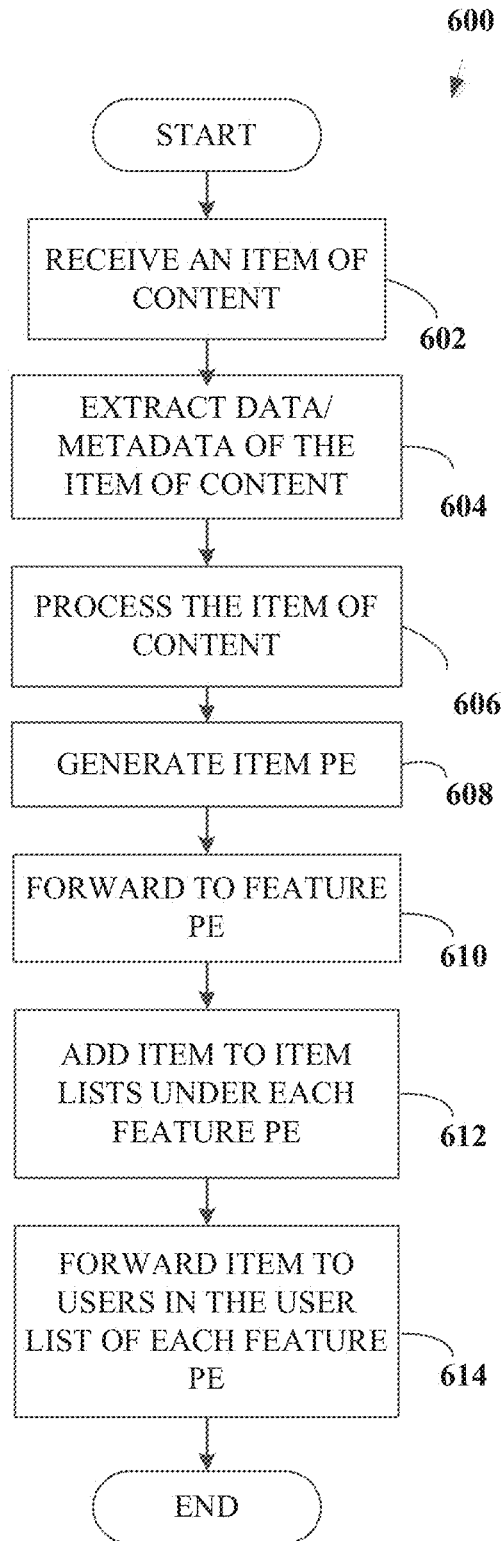 600
START
RECEIVE AN ITEM OF
CONTENT
602
EXTRACT DATA/
METADATA OF THE
ITEM OF CONTENT
604
PROCESS THE ITEM OF
CONTENT
606
GENERATE ITEM PE
608
FORWARD TO FEATURE
PE
610
ADD ITEM TO ITEM
LISTS UNDER EACH
FEATURE PE
612
FORWARD ITEM TO
USERS IN THE USER
LIST OF EACH FEATURE
PE
614
END